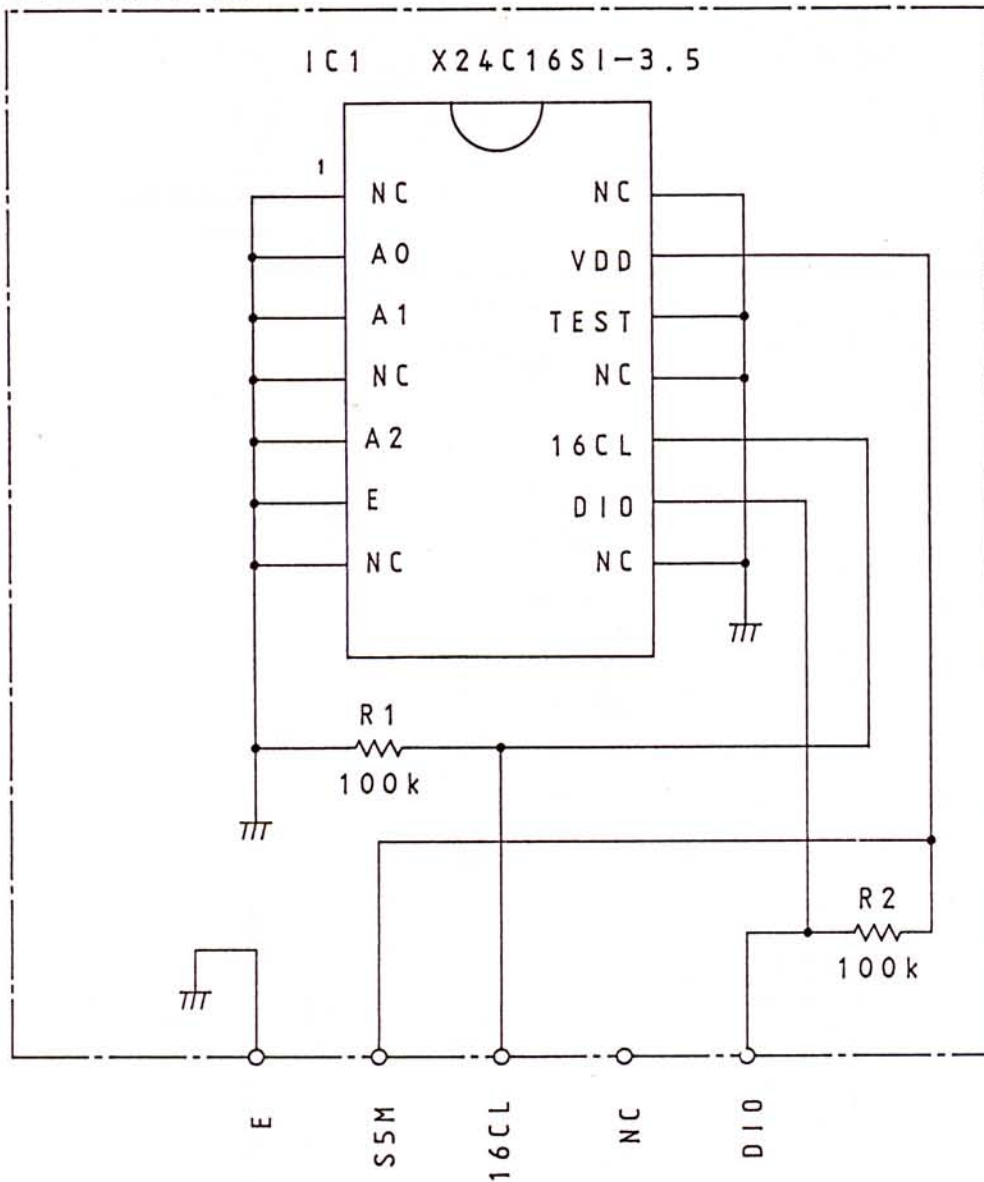 IC1 X24C16SI-3.5
1
NC
A0
A1
NC
A2
E
NC
NC
VDD
TEST
NC
16CL
DIO
NC
R1
100k
R2
100k
E
S5M
16CL
NC
DIO